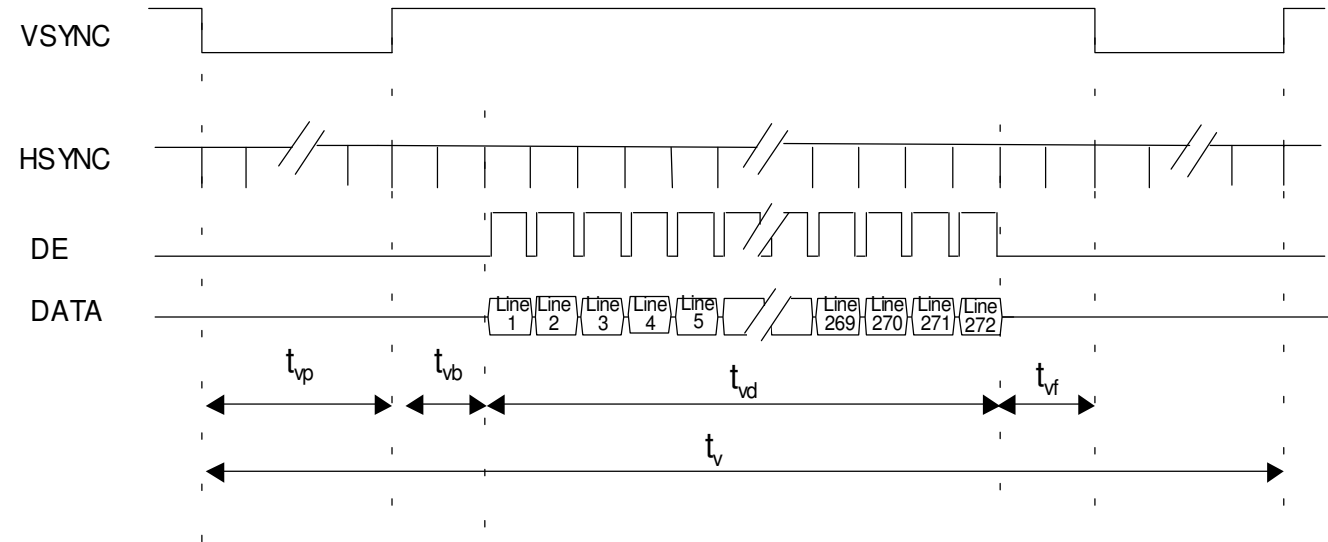 VSYNC
HSYNC
DE
DATA
Line 1
Line 2
Line 3
Line 4
Line 5
Line 269
Line 270
Line 271
Line 272
tvp
tvb
tvd
tvf
tv